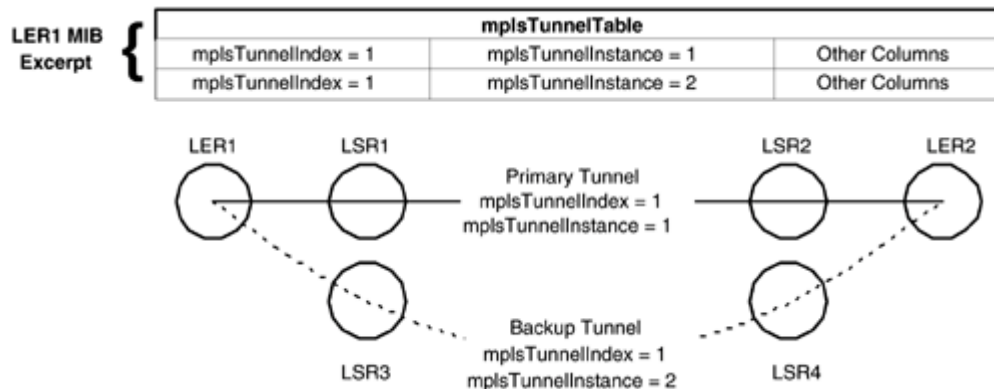 LER1 MIB
Excerpt
{
mplsTunnelTable
mplsTunnelIndex = 1 mplsTunnelInstance = 1 Other Columns
mplsTunnelIndex = 1 mplsTunnelInstance = 2 Other Columns
LER1 LSR1 LSR2 LER2
Primary Tunnel
mplsTunnelIndex = 1
mplsTunnelInstance = 1
Backup Tunnel
mplsTunnelIndex = 1
mplsTunnelInstance = 2
LSR3 LSR4